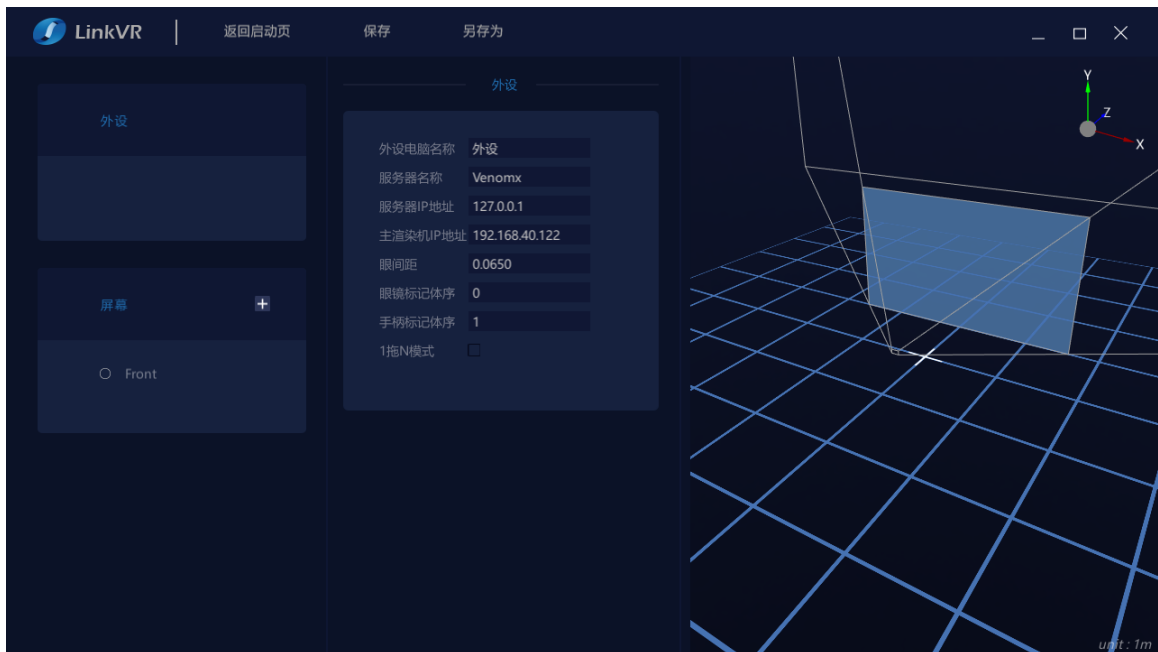 LinkVR 返回启动页 保存 另存为
外设
屏幕 +
Front
外设
外设电脑名称 外设
服务器名称 Venomx
服务器IP地址 127.0.0.1
主渲染机IP地址 192.168.40.122
眼间距 0.0650
眼镜标记体序 0
手柄标记体序 1
1拖N模式
Y
Z
X
unit : 1m